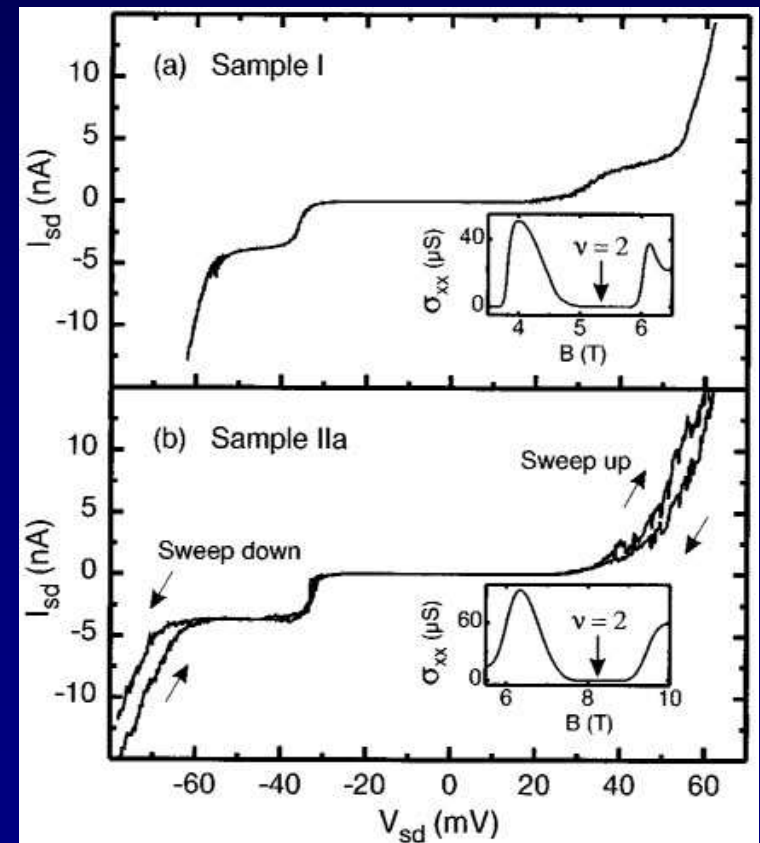 (a) Sample I
I_sd (nA)
10
5
0
-5
-10
σ_xx (µS)
40
0
ν = 2
4 5 6
B (T)
(b) Sample IIa
I_sd (nA)
10
5
0
-5
-10
Sweep up
Sweep down
σ_xx (µS)
60
0
ν = 2
6 8 10
B (T)
-60 -40 -20 0 20 40 60
V_sd (mV)